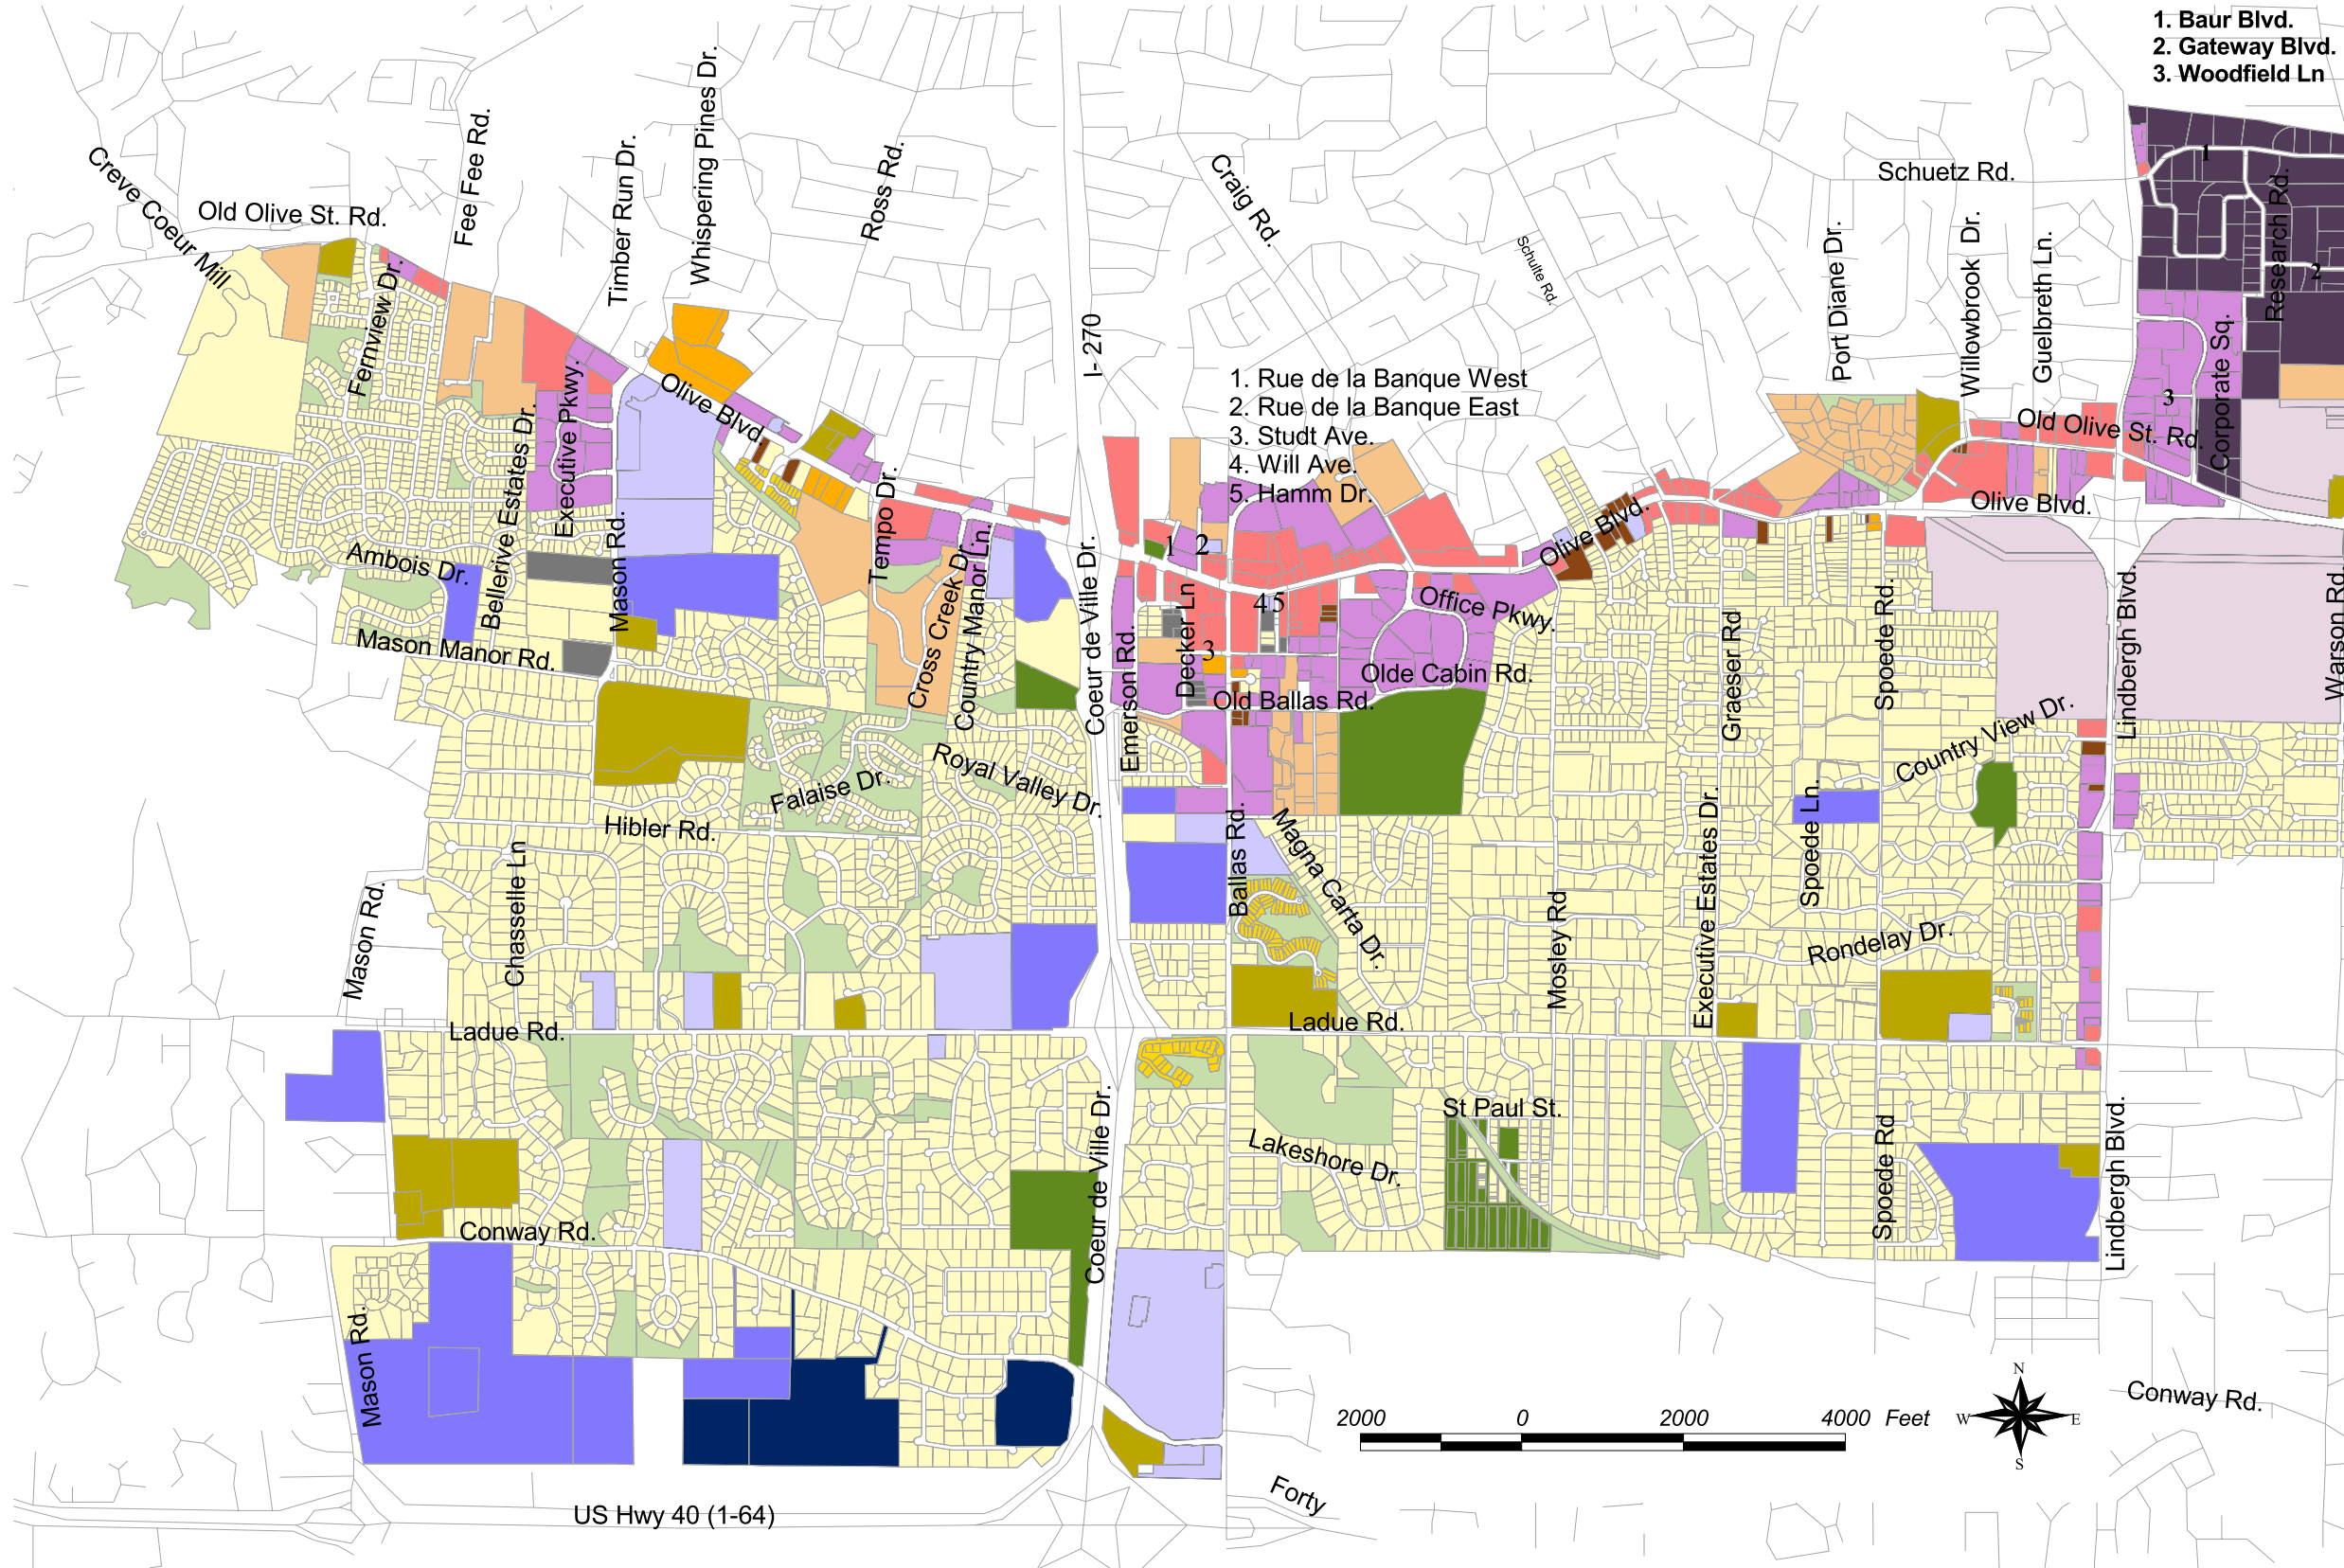 1. Baur Blvd.
2. Gateway Blvd.
3. Woodfield Ln
Creve Coeur Mill
Old Olive St. Rd.
Fee Fee Rd.
Timber Run Dr.
Whispering Pines Dr.
Ross Rd.
I-270
Craig Rd.
Schulte Rd.
Schuetz Rd.
Port Diane Dr.
Willowbrook Dr.
Guelbreth Ln.
1
Research Rd.
2
Corporate Sq.
3
Old Olive St. Rd.
Fernview Dr.
Executive Pkwy.
Olive Blvd.
1. Rue de la Banque West
2. Rue de la Banque East
3. Studt Ave.
4. Will Ave.
5. Hamm Dr.
Olive Blvd.
Olive Blvd.
Ambois Dr.
Bellerive Estates Dr.
Mason Rd.
Tempo Dr.
Cross Creek Dr.
Country Manor Ln.
Coeur de Ville Dr.
1
2
4
5
3
Decker Ln
Emerson Rd.
Office Pkwy.
Olde Cabin Rd.
Old Ballas Rd.
Graeser Rd
Spoede Rd.
Lindbergh Blvd.
Warson Rd.
Mason Manor Rd.
Country View Dr.
Royal Valley Dr.
Falaise Dr.
Hibler Rd.
Chasselle Ln
Mason Rd.
Ballas Rd.
Magna Carta Dr.
Mosley Rd
Executive Estates Dr.
Spoede Ln.
Rondelay Dr.
Ladue Rd.
Ladue Rd.
Coeur de Ville Dr.
St Paul St.
Lakeshore Dr.
Spoede Rd
Lindbergh Blvd.
Conway Rd.
Mason Rd.
Conway Rd.
2000 0 2000 4000 Feet
N
W E
S
Forty
US Hwy 40 (1-64)